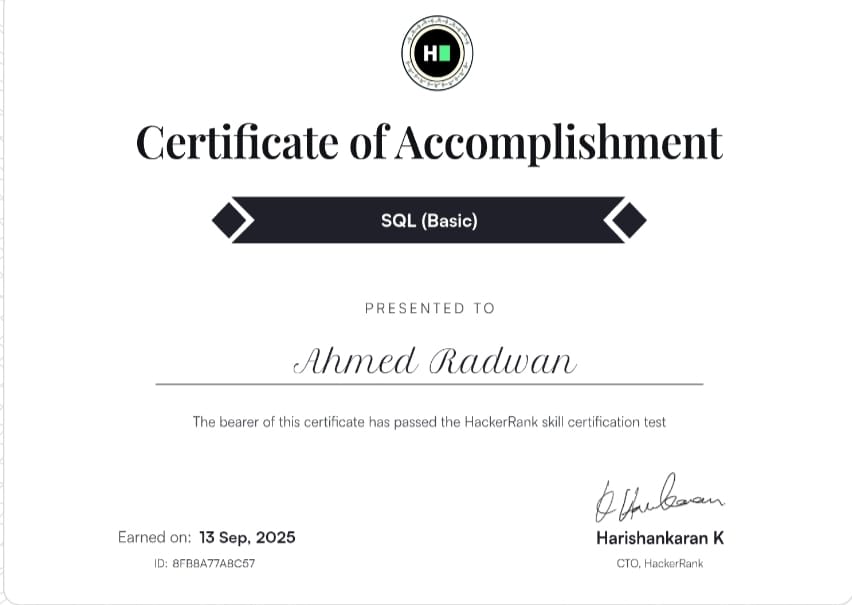 H
Certificate of Accomplishment
SQL (Basic)
PRESENTED TO
Ahmed Radwan
The bearer of this certificate has passed the HackerRank skill certification test
Earned on: 13 Sep, 2025
ID: 8FB8A77A8C57
Harishankaran K
CTO, HackerRank